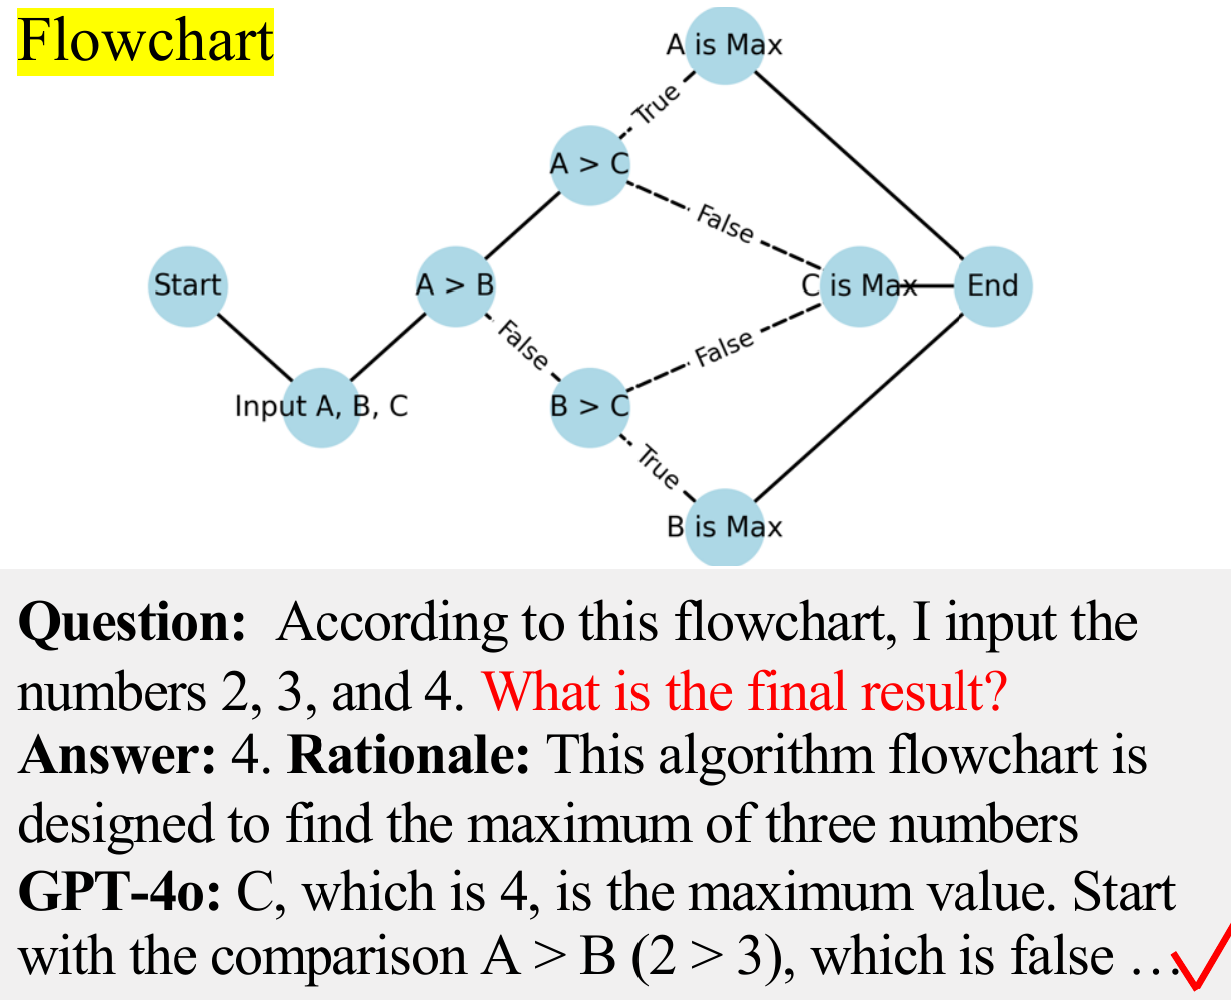 Flowchart
A is Max
True
A > C
False
Start
A > B
C is Max
End
False
False
Input A, B, C
B > C
True
B is Max
Question: According to this flowchart, I input the
numbers 2, 3, and 4. What is the final result?
Answer: 4. Rationale: This algorithm flowchart is
designed to find the maximum of three numbers
GPT-4o: C, which is 4, is the maximum value. Start
with the comparison A > B (2 > 3), which is false …